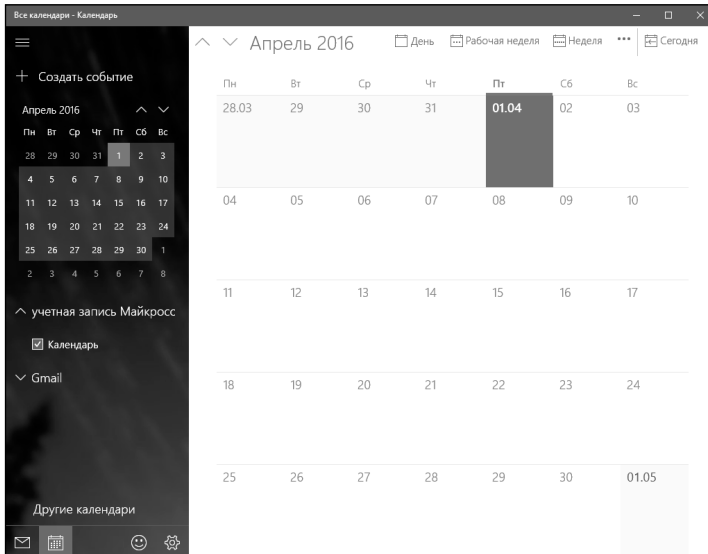 Все календари - Календарь
Создать событие
Апрель 2016
Пн Вт Ср Чт Пт Сб Вс
28 29 30 31 1 2 3
4 5 6 7 8 9 10
11 12 13 14 15 16 17
18 19 20 21 22 23 24
25 26 27 28 29 30 1
2 3 4 5 6 7 8
учетная запись Майкросс
Календарь
Gmail
Другие календари
Апрель 2016 День Рабочая неделя Неделя ••• Сегодня
Пн Вт Ср Чт Пт Сб Вс
28.03 29 30 31 01.04 02 03
04 05 06 07 08 09 10
11 12 13 14 15 16 17
18 19 20 21 22 23 24
25 26 27 28 29 30 01.05